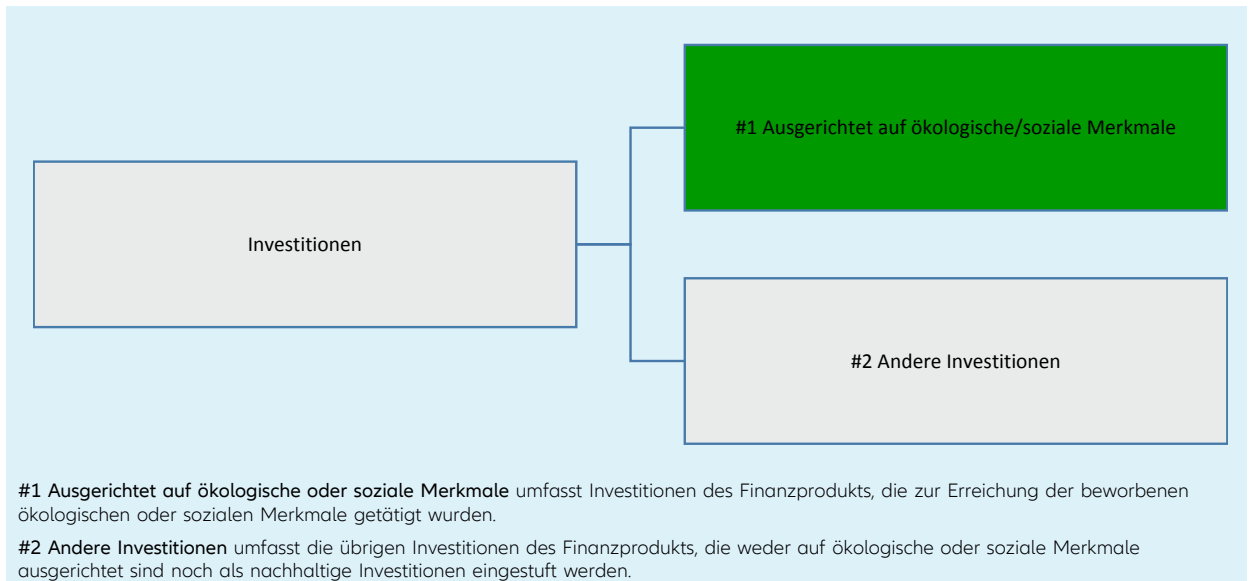 #1 Ausgerichtet auf ökologische/soziale Merkmale
Investitionen
#2 Andere Investitionen
#1 Ausgerichtet auf ökologische oder soziale Merkmale umfasst Investitionen des Finanzprodukts, die zur Erreichung der beworbenen
ökologischen oder sozialen Merkmale getätigt wurden.
#2 Andere Investitionen umfasst die übrigen Investitionen des Finanzprodukts, die weder auf ökologische oder soziale Merkmale
ausgerichtet sind noch als nachhaltige Investitionen eingestuft werden.